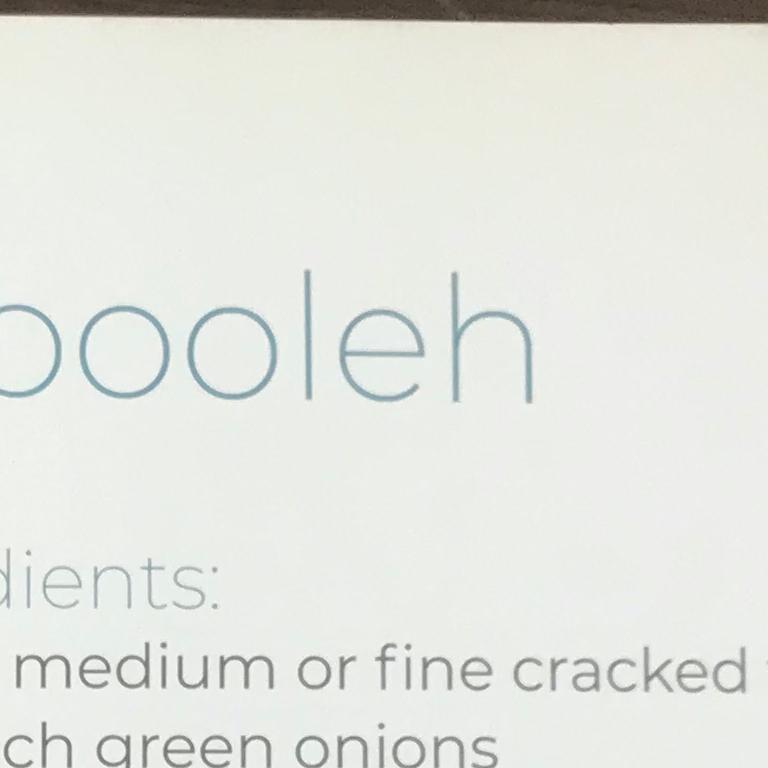 booleh
dients:
medium or fine cracked
ch green onions